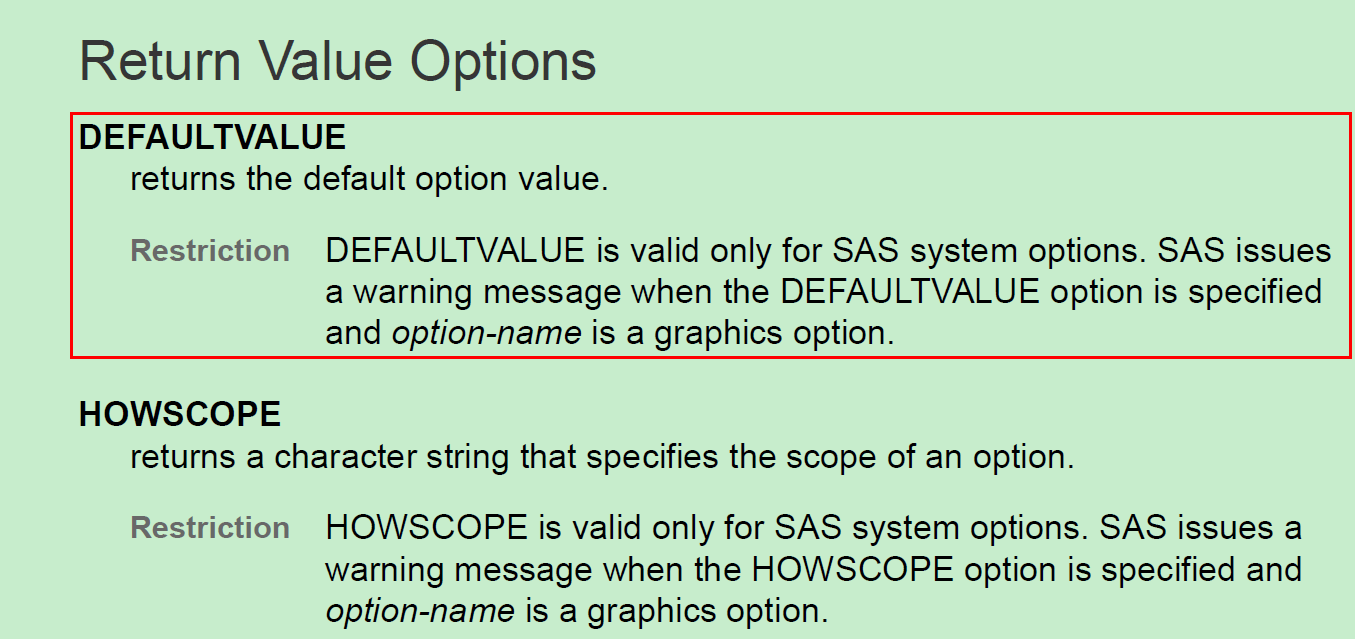 Return Value Options
DEFAULTVALUE
returns the default option value.
Restriction DEFAULTVALUE is valid only for SAS system options. SAS issues
a warning message when the DEFAULTVALUE option is specified
and option-name is a graphics option.
HOWSCOPE
returns a character string that specifies the scope of an option.
Restriction HOWSCOPE is valid only for SAS system options. SAS issues a
warning message when the HOWSCOPE option is specified and
option-name is a graphics option.